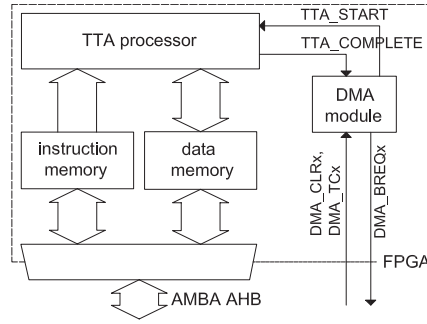 TTA_START
TTA processor
TTA_COMPLETE
DMA
module
instruction
memory
data
memory
DMA_CLRx,
DMA_TCx
DMA_BREQx
FPGA
AMBA AHB